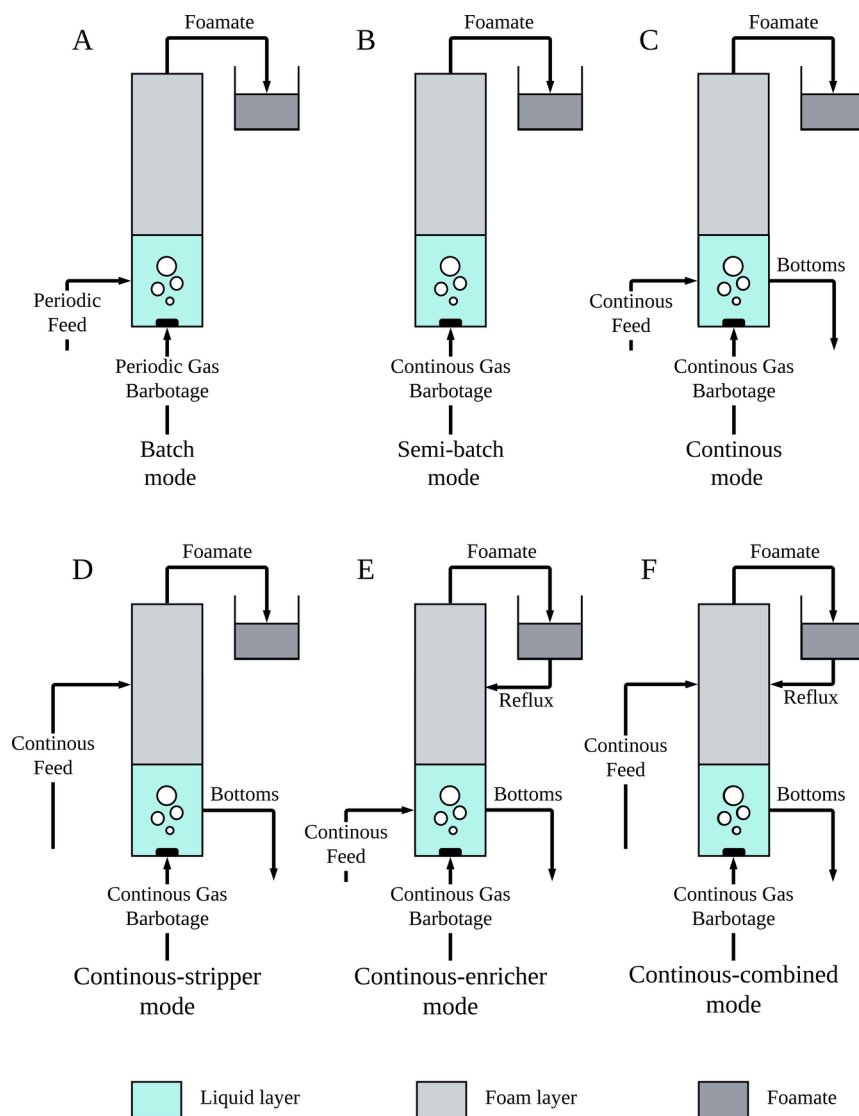 A
Foamate
Periodic
Feed
Periodic Gas
Barbotage
Batch
mode
B
Foamate
Continous Gas
Barbotage
Semi-batch
mode
C
Foamate
Continous
Feed
Bottoms
Continous Gas
Barbotage
Continous
mode
D
Foamate
Continous
Feed
Bottoms
Continous Gas
Barbotage
Continous-stripper
mode
E
Foamate
Reflux
Continous
Feed
Bottoms
Continous Gas
Barbotage
Continous-enricher
mode
F
Foamate
Reflux
Continous
Feed
Bottoms
Continous Gas
Barbotage
Continous-combined
mode
Liquid layer
Foam layer
Foamate